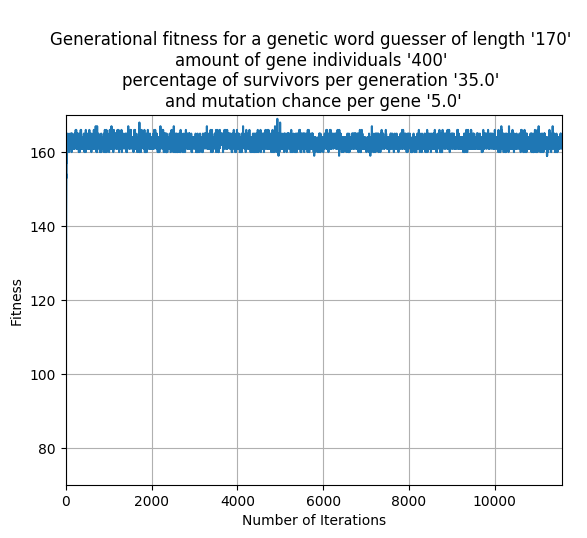 Generational fitness for a genetic word guesser of length '170'
amount of gene individuals '400'
percentage of survivors per generation '35.0'
and mutation chance per gene '5.0'
160
140
120
100
80
Fitness
0 2000 4000 6000 8000 10000
Number of Iterations